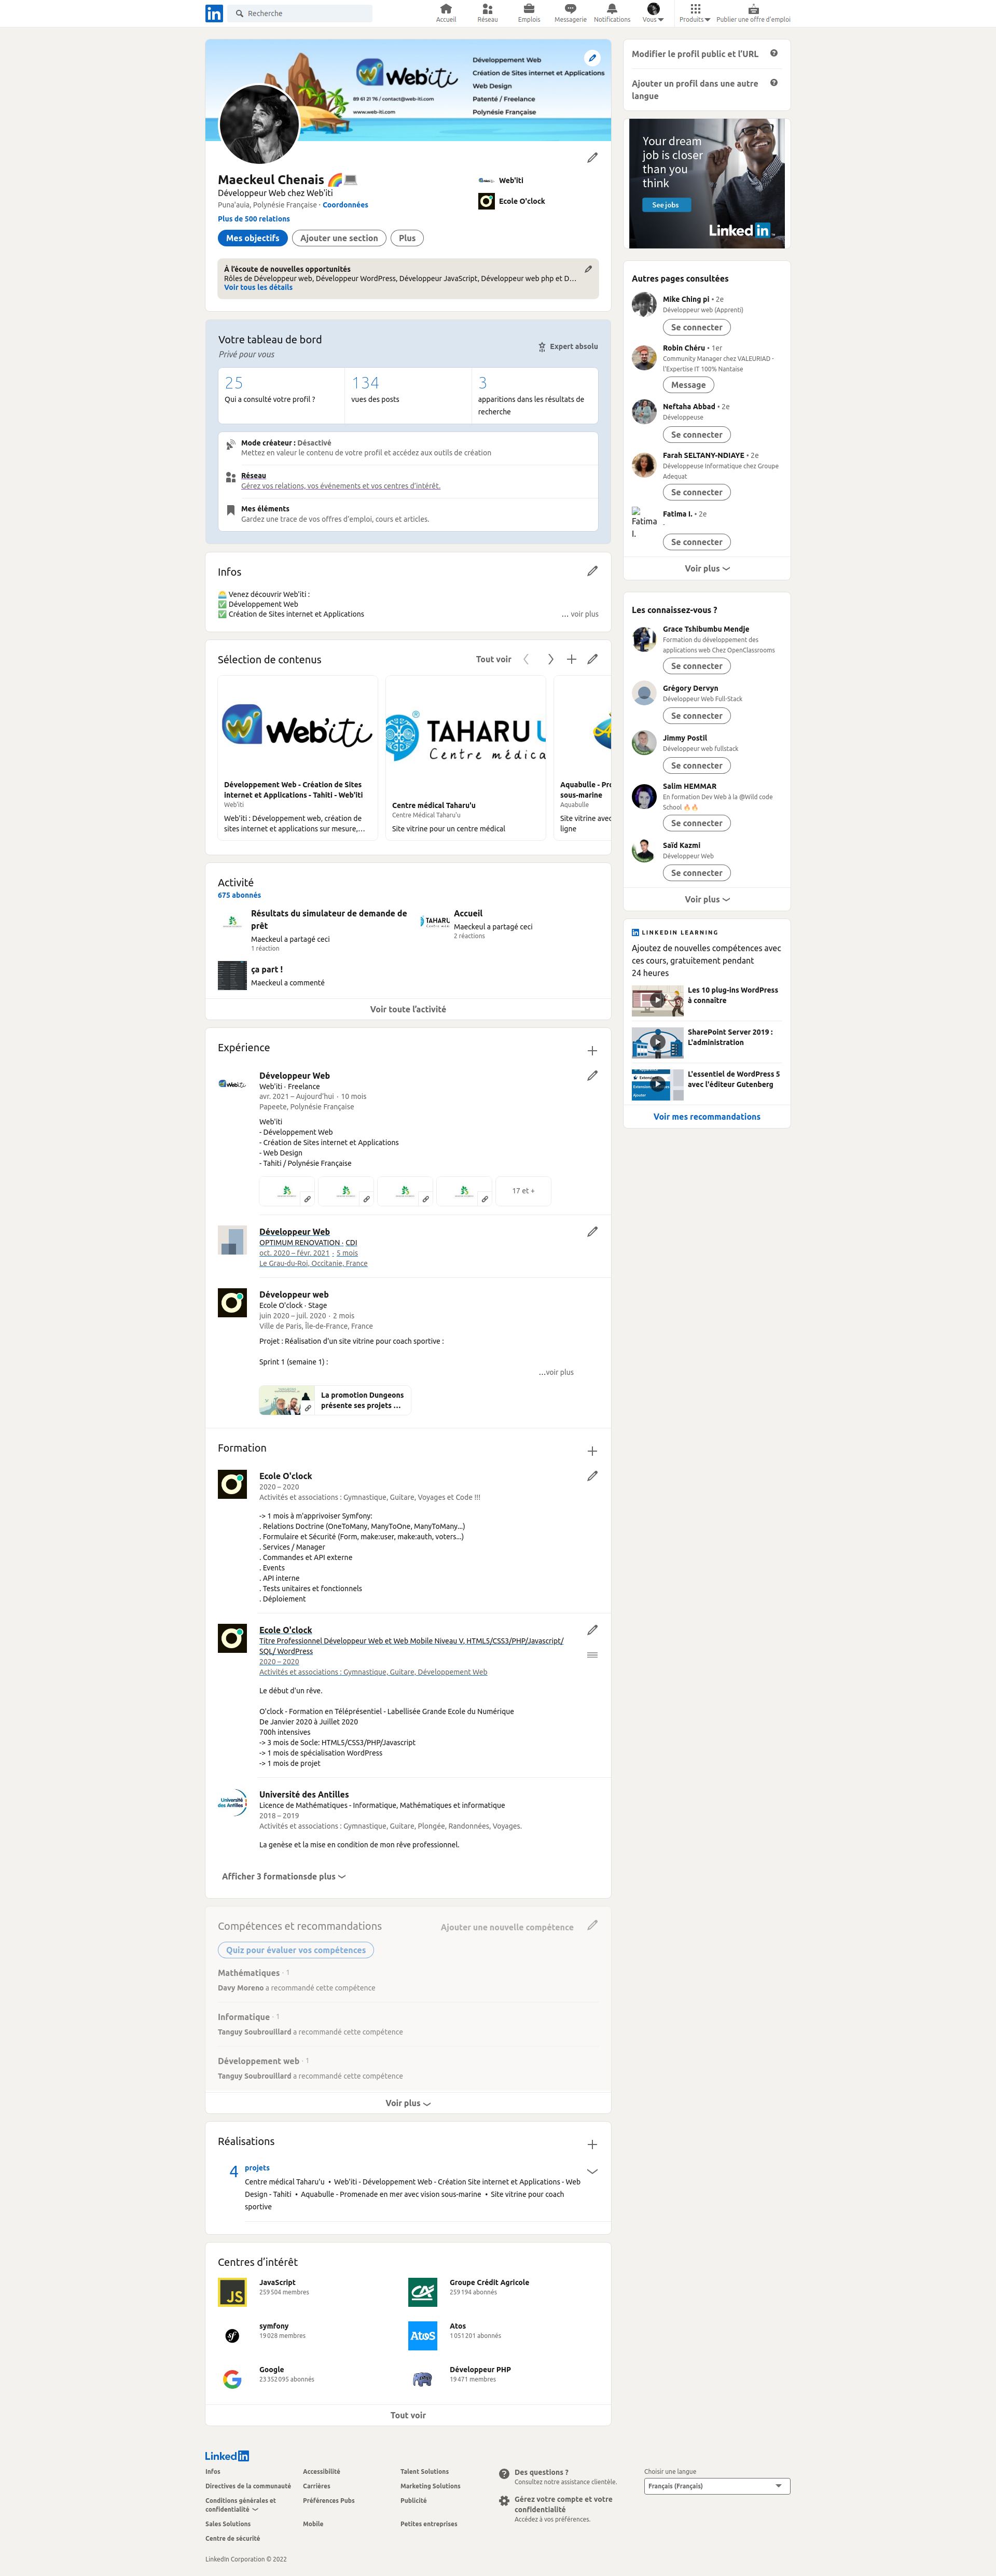 in
Recherche
Accueil
Réseau
Emplois
Messagerie
Notifications
Vous
Produits
Publier une offre d'emploi
Web'iti
89 61 21 76 / contact@web-iti.com
www.web-iti.com
Développement Web
Création de Sites internet et Applications
Web Design
Patenté / Freelance
Polynésie Française
Maeckeul Chenais 🌈💻
Développeur Web chez Web'iti
Puna'auia, Polynésie Française · Coordonnées
Plus de 500 relations
Web'iti
Ecole O'clock
Mes objectifs
Ajouter une section
Plus
À l'écoute de nouvelles opportunités
Rôles de Développeur web, Développeur WordPress, Développeur JavaScript, Développeur web php et D…
Voir tous les détails
Votre tableau de bord
Privé pour vous
Expert absolu
25
Qui a consulté votre profil ?
134
vues des posts
3
apparitions dans les résultats de
recherche
Mode créateur : Désactivé
Mettez en valeur le contenu de votre profil et accédez aux outils de création
Réseau
Gérez vos relations, vos événements et vos centres d'intérêt.
Mes éléments
Gardez une trace de vos offres d'emploi, cours et articles.
Infos
🌅 Venez découvrir Web'iti :
✅ Développement Web
✅ Création de Sites internet et Applications
… voir plus
Sélection de contenus
Tout voir
Web'iti
Développement Web - Création de Sites
internet et Applications - Tahiti - Web'iti
Web'iti
Web'iti : Développement web, création de
sites internet et applications sur mesure,…
TAHARU U
Centre médica
Centre médical Taharu'u
Centre Médical Taharu'u
Site vitrine pour un centre médical
Aquabulle - Pro
sous-marine
Aquabulle
Site vitrine avec
ligne
Activité
675 abonnés
Résultats du simulateur de demande de
prêt
Maeckeul a partagé ceci
1 réaction
TAHARU
Accueil
Maeckeul a partagé ceci
2 réactions
ça part !
Maeckeul a commenté
Voir toute l'activité
Expérience
Développeur Web
Web'iti · Freelance
avr. 2021 – Aujourd'hui · 10 mois
Papeete, Polynésie Française
Web'iti
- Développement Web
- Création de Sites internet et Applications
- Web Design
- Tahiti / Polynésie Française
17 et +
Développeur Web
OPTIMUM RENOVATION · CDI
oct. 2020 – févr. 2021 · 5 mois
Le Grau-du-Roi, Occitanie, France
Développeur web
Ecole O'clock · Stage
juin 2020 – juil. 2020 · 2 mois
Ville de Paris, Île-de-France, France
Projet : Réalisation d'un site vitrine pour coach sportive :
Sprint 1 (semaine 1) :
…voir plus
La promotion Dungeons
présente ses projets …
Formation
Ecole O'clock
2020 – 2020
Activités et associations : Gymnastique, Guitare, Voyages et Code !!!
-> 1 mois à m'apprivoiser Symfony:
. Relations Doctrine (OneToMany, ManyToOne, ManyToMany...)
. Formulaire et Sécurité (Form, make:user, make:auth, voters...)
. Services / Manager
. Commandes et API externe
. Events
. API interne
. Tests unitaires et fonctionnels
. Déploiement
Ecole O'clock
Titre Professionnel Développeur Web et Web Mobile Niveau V, HTML5/CSS3/PHP/Javascript/
SQL/ WordPress
2020 – 2020
Activités et associations : Gymnastique, Guitare, Développement Web
Le début d'un rêve.
O'clock - Formation en Téléprésentiel - Labellisée Grande Ecole du Numérique
De Janvier 2020 à Juillet 2020
700h intensives
-> 3 mois de Socle: HTML5/CSS3/PHP/Javascript
-> 1 mois de spécialisation WordPress
-> 1 mois de projet
Université
des Antilles
Université des Antilles
Licence de Mathématiques - Informatique, Mathématiques et informatique
2018 – 2019
Activités et associations : Gymnastique, Guitare, Plongée, Randonnées, Voyages.
La genèse et la mise en condition de mon rêve professionnel.
Afficher 3 formationsde plus
Compétences et recommandations
Ajouter une nouvelle compétence
Quiz pour évaluer vos compétences
Mathématiques · 1
Davy Moreno a recommandé cette compétence
Informatique · 1
Tanguy Soubrouillard a recommandé cette compétence
Développement web · 1
Tanguy Soubrouillard a recommandé cette compétence
Voir plus
Réalisations
4
projets
Centre médical Taharu'u • Web'iti - Développement Web - Création Site internet et Applications - Web
Design - Tahiti • Aquabulle - Promenade en mer avec vision sous-marine • Site vitrine pour coach
sportive
Centres d'intérêt
JS
JavaScript
259 504 membres
Groupe Crédit Agricole
259 194 abonnés
symfony
19 028 membres
Atos
Atos
1 051 201 abonnés
Google
23 352 095 abonnés
Développeur PHP
19 471 membres
Tout voir
Modifier le profil public et l'URL
Ajouter un profil dans une autre
langue
Your dream
job is closer
than you
think
See jobs
Linked in
Autres pages consultées
Mike Ching pi • 2e
Développeur web (Apprenti)
Se connecter
Robin Chéru • 1er
Community Manager chez VALEURIAD -
l'Expertise IT 100% Nantaise
Message
Neftaha Abbad • 2e
Développeuse
Se connecter
Farah SELTANY-NDIAYE • 2e
Développeuse Informatique chez Groupe
Adequat
Se connecter
Fatima
I.
Fatima I. • 2e
-
Se connecter
Voir plus
Les connaissez-vous ?
Grace Tshibumbu Mendje
Formation du développement des
applications web Chez OpenClassrooms
Se connecter
Grégory Dervyn
Développeur Web Full-Stack
Se connecter
Jimmy Postil
Développeur web fullstack
Se connecter
Salim HEMMAR
En formation Dev Web à la @Wild code
School 🔥🔥
Se connecter
Saïd Kazmi
Développeur Web
Se connecter
Voir plus
in LINKEDIN LEARNING
Ajoutez de nouvelles compétences avec
ces cours, gratuitement pendant
24 heures
Les 10 plug-ins WordPress
à connaître
SharePoint Server 2019 :
L'administration
L'essentiel de WordPress 5
avec l'éditeur Gutenberg
Voir mes recommandations
Linked in
Infos
Accessibilité
Talent Solutions
Directives de la communauté
Carrières
Marketing Solutions
Conditions générales et
confidentialité
Préférences Pubs
Publicité
Sales Solutions
Mobile
Petites entreprises
Centre de sécurité
Des questions ?
Consultez notre assistance clientèle.
Gérez votre compte et votre
confidentialité
Accédez à vos préférences.
Choisir une langue
Français (Français)
LinkedIn Corporation © 2022